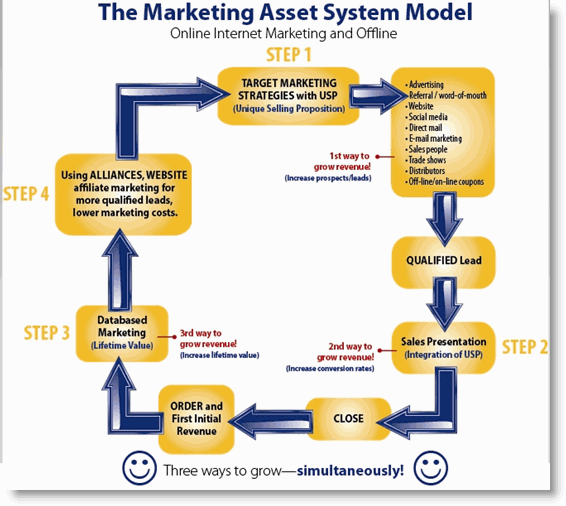 The Marketing Asset System Model
Online Internet Marketing and Offline
STEP 1
TARGET MARKETING
STRATEGIES with USP
(Unique Selling Proposition)
• Advertising
• Referral / word-of-mouth
• Website
• Social media
• Direct mail
• E-mail marketing
• Sales people
• Trade shows
• Distributors
• Off-line/on-line coupons
1st way to
grow revenue!
(Increase prospects/leads)
QUALIFIED Lead
Sales Presentation
(Integration of USP)
STEP 2
2nd way to
grow revenue!
(Increase conversion rates)
CLOSE
ORDER and
First Initial
Revenue
STEP 3
Databased
Marketing
(Lifetime Value)
3rd way to
grow revenue!
(Increase lifetime value)
STEP 4
Using ALLIANCES, WEBSITE
affiliate marketing for
more qualified leads,
lower marketing costs.
Three ways to grow—simultaneously!